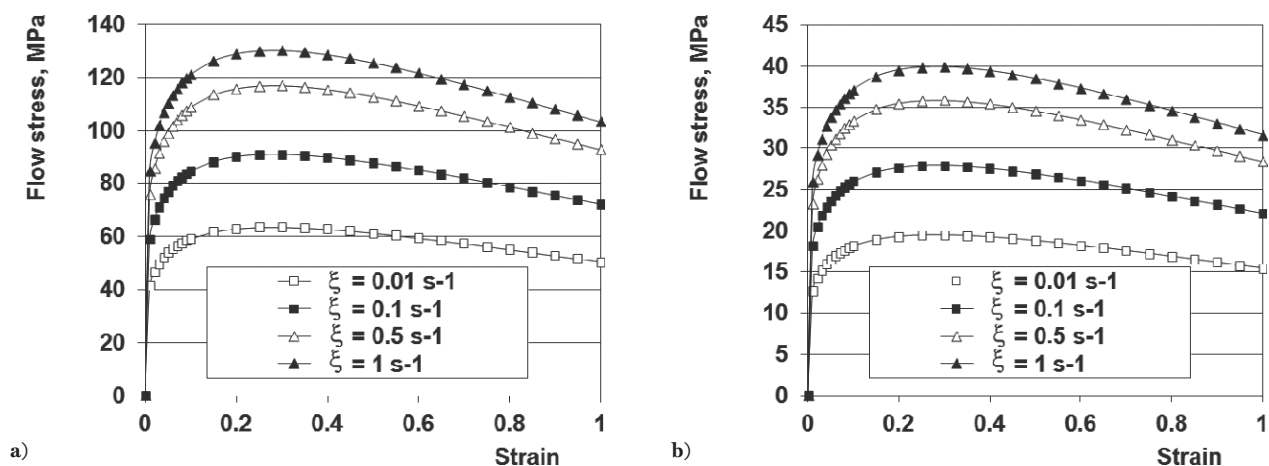 Flow stress, MPa
140
120
100
80
60
40
20
0
ξ = 0.01 s-1
ξ = 0.1 s-1
ξ = 0.5 s-1
ξ = 1 s-1
0 0.2 0.4 0.6 0.8 1
Strain
a)
Flow stress, MPa
45
40
35
30
25
20
15
10
5
0
ξ = 0.01 s-1
ξ = 0.1 s-1
ξ = 0.5 s-1
ξ = 1 s-1
0 0.2 0.4 0.6 0.8 1
Strain
b)